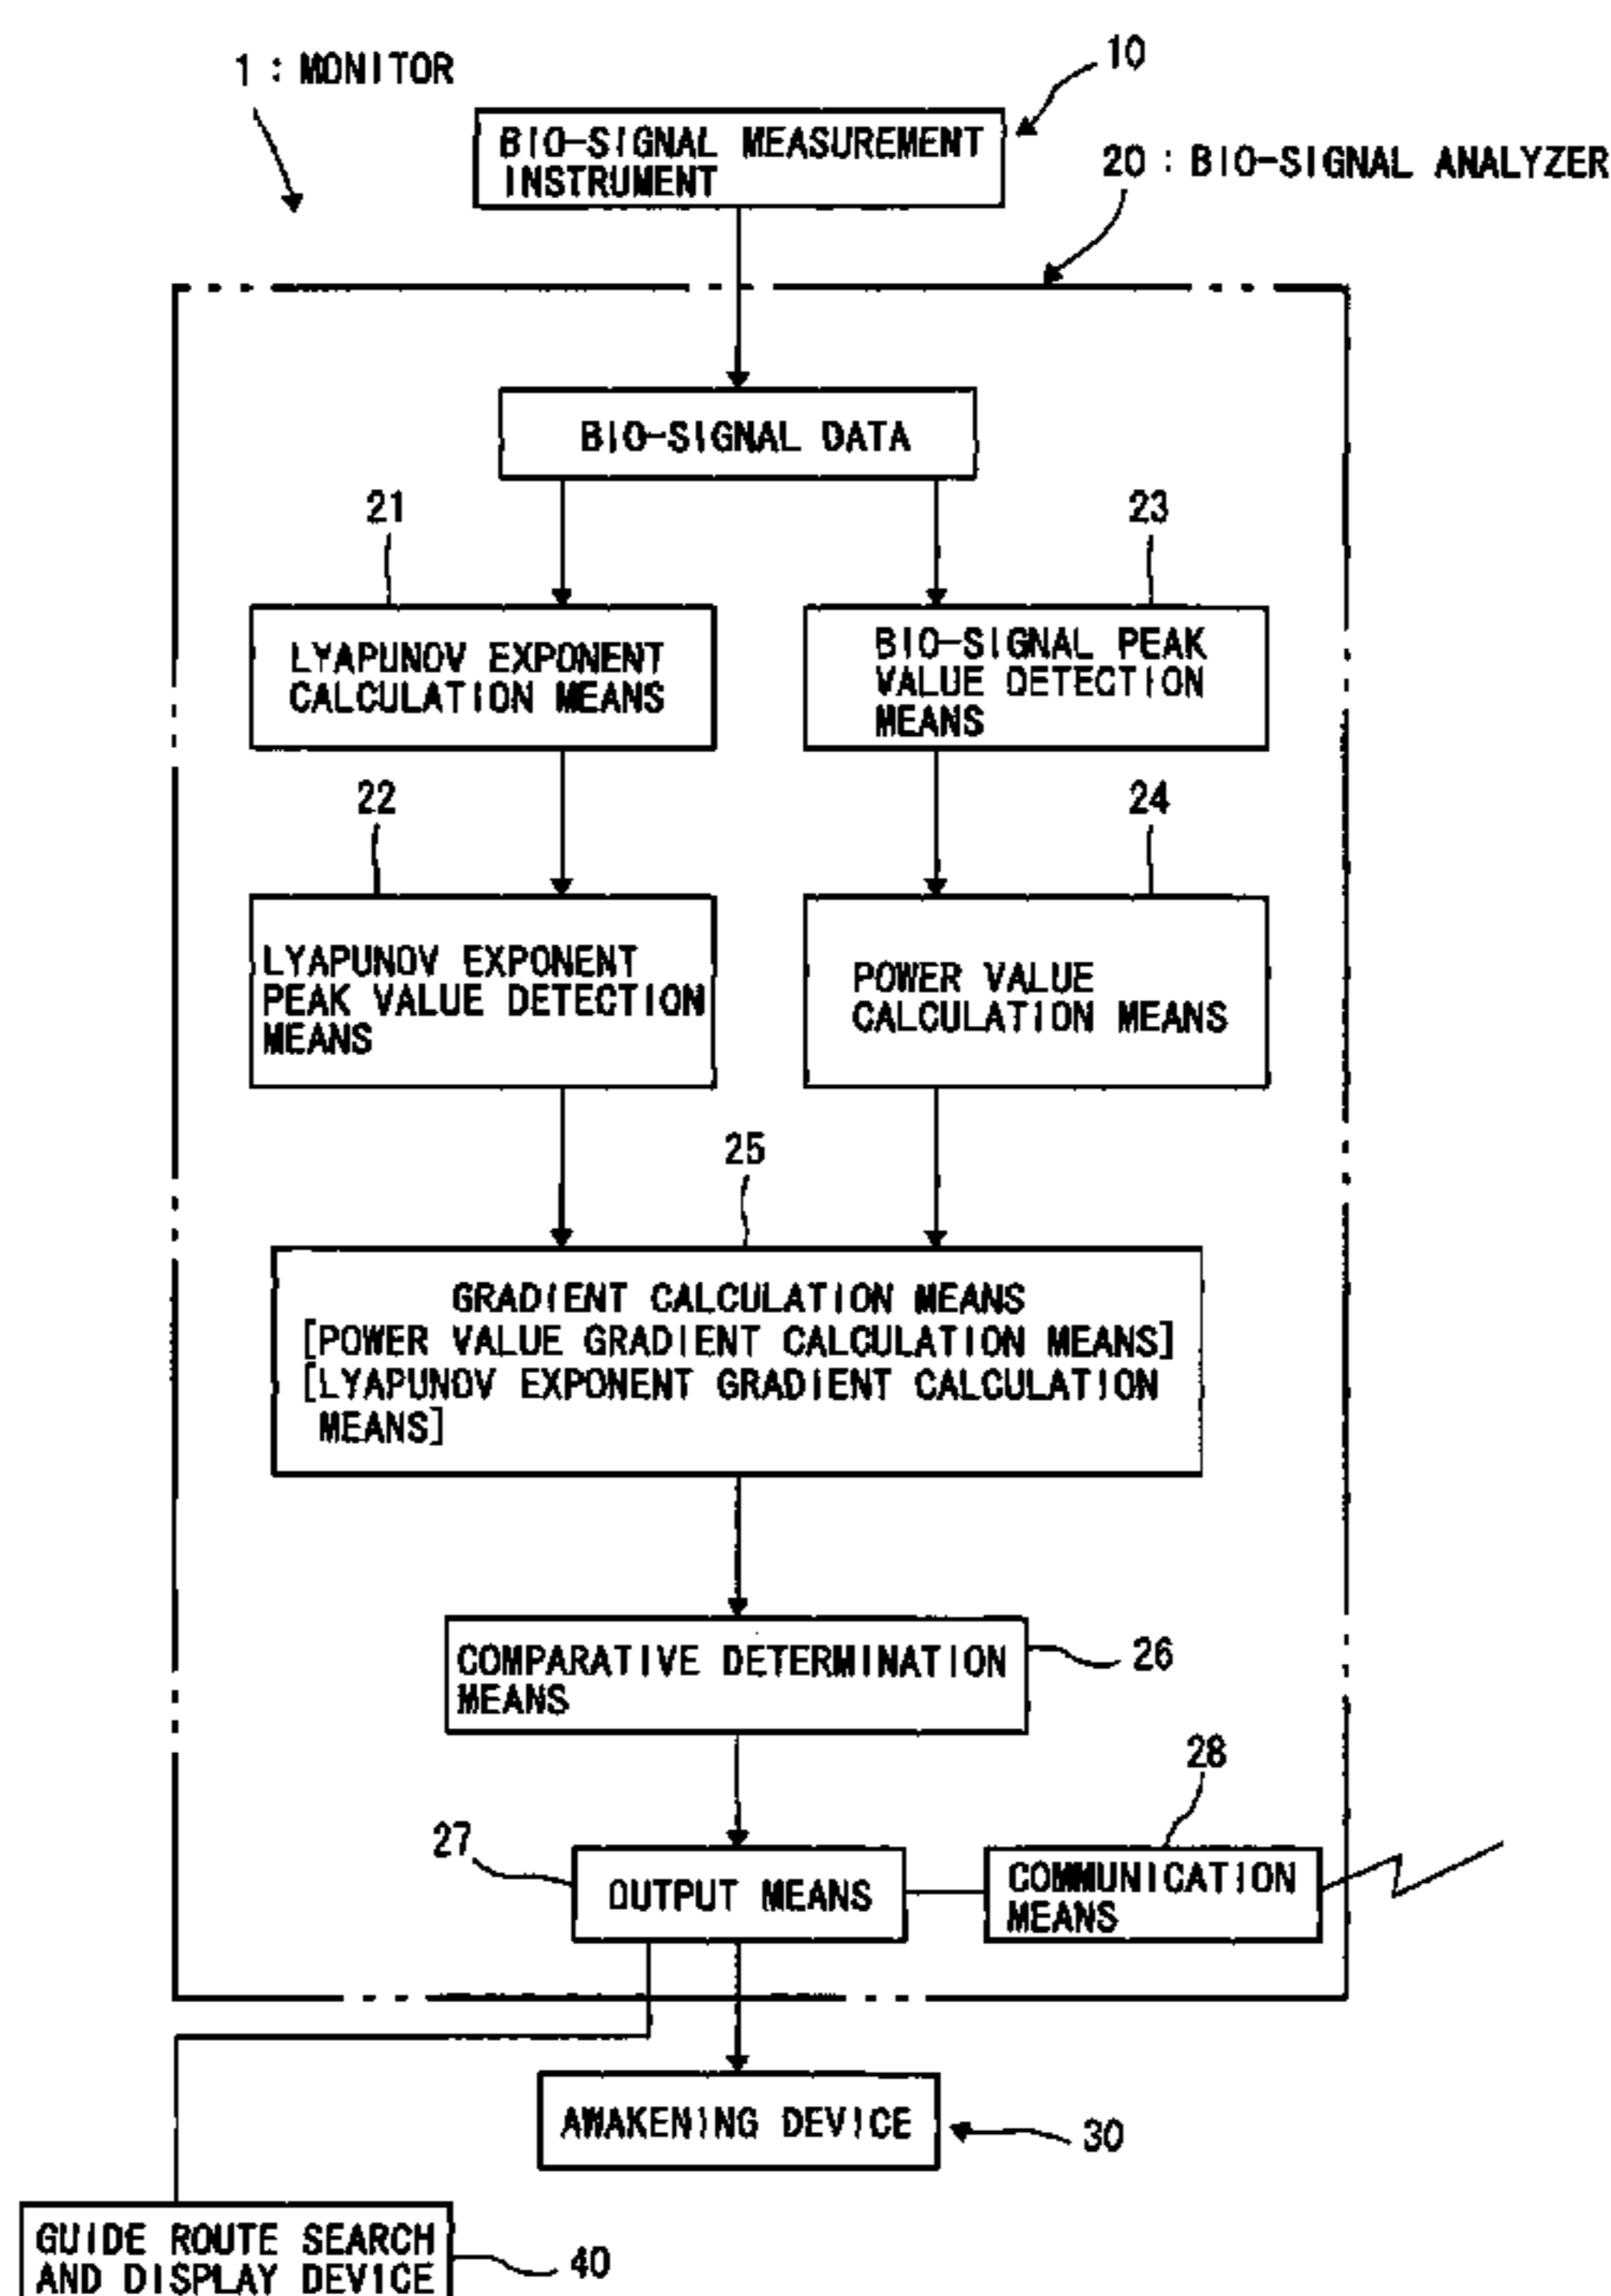 1 : MONITOR
10
BIO-SIGNAL MEASUREMENT
INSTRUMENT
20 : BIO-SIGNAL ANALYZER
BIO-SIGNAL DATA
21
23
LYAPUNOV EXPONENT
CALCULATION MEANS
BIO-SIGNAL PEAK
VALUE DETECTION
MEANS
22
24
LYAPUNOV EXPONENT
PEAK VALUE DETECTION
MEANS
POWER VALUE
CALCULATION MEANS
25
GRADIENT CALCULATION MEANS
[POWER VALUE GRADIENT CALCULATION MEANS]
[LYAPUNOV EXPONENT GRADIENT CALCULATION
MEANS]
COMPARATIVE DETERMINATION
MEANS
26
28
27
OUTPUT MEANS
COMMUNICATION
MEANS
AWAKENING DEVICE
30
GUIDE ROUTE SEARCH
AND DISPLAY DEVICE
40